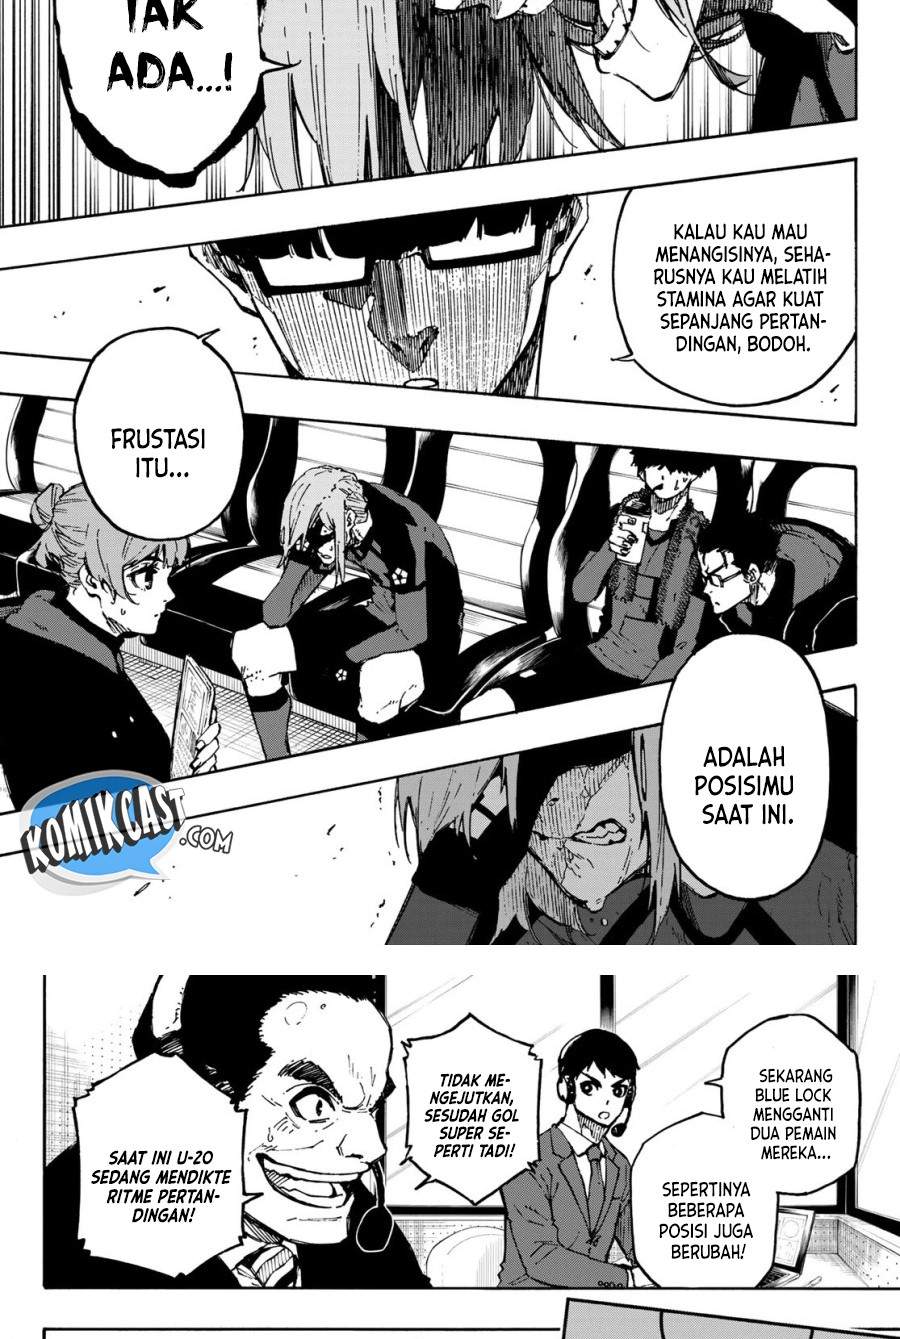 TAK
ADA...!
KALAU KAU MAU
MENANGISINYA, SEHA-
RUSNYA KAU MELATIH
STAMINA AGAR KUAT
SEPANJANG PERTAN-
DINGAN, BODOH.
FRUSTASI
ITU...
ADALAH
POSISIMU
SAAT INI.
KOMIKCAST
.COM
SEKARANG
BLUE LOCK
MENGGANTI
DUA PEMAIN
MEREKA...
SEPERTINYA
BEBERAPA
POSISI JUGA
BERUBAH!
TIDAK ME-
NGEJUTKAN,
SESUDAH GOL
SUPER SE-
PERTI TADI!
SAAT INI U-20
SEDANG MENDIKTE
RITME PERTAN-
DINGAN!